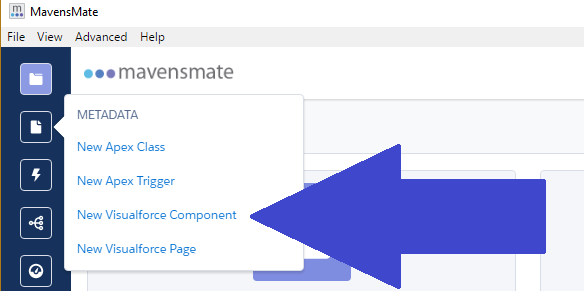 MavensMate
File View Advanced Help
mavensmate
METADATA
New Apex Class
New Apex Trigger
New Visualforce Component
New Visualforce Page